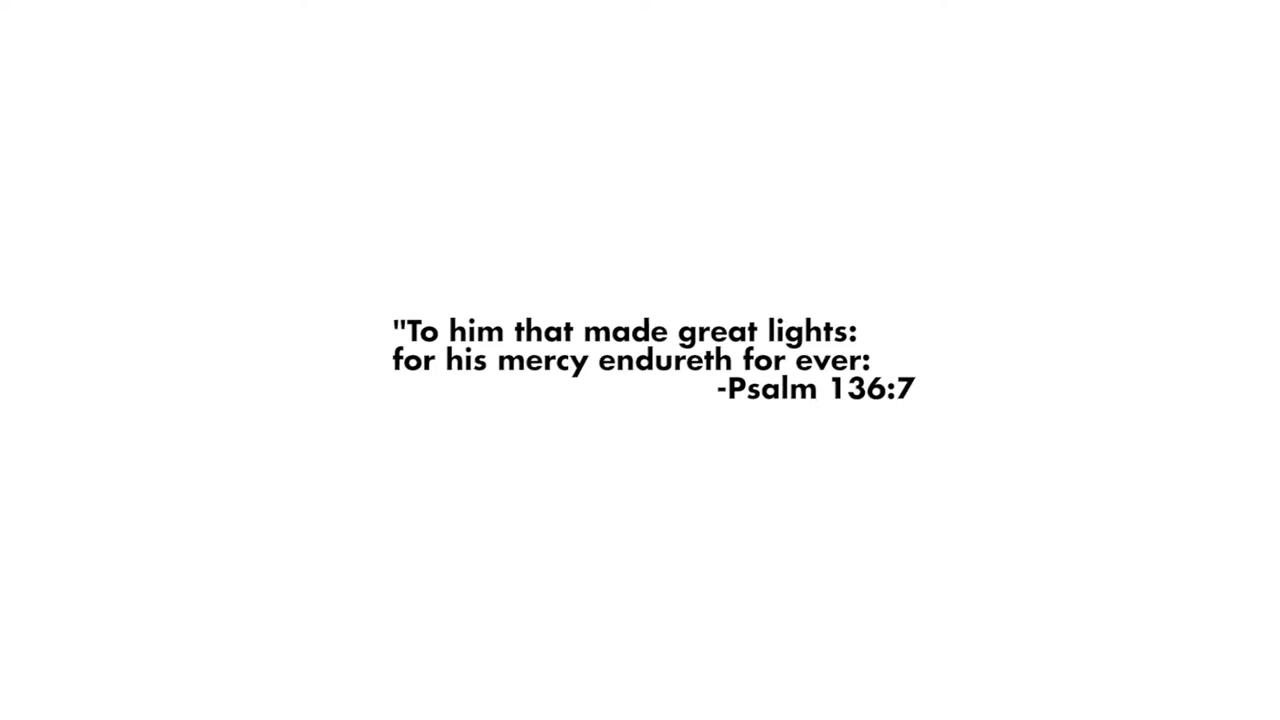 "To him that made great lights:
for his mercy endureth for ever:
-Psalm 136:7